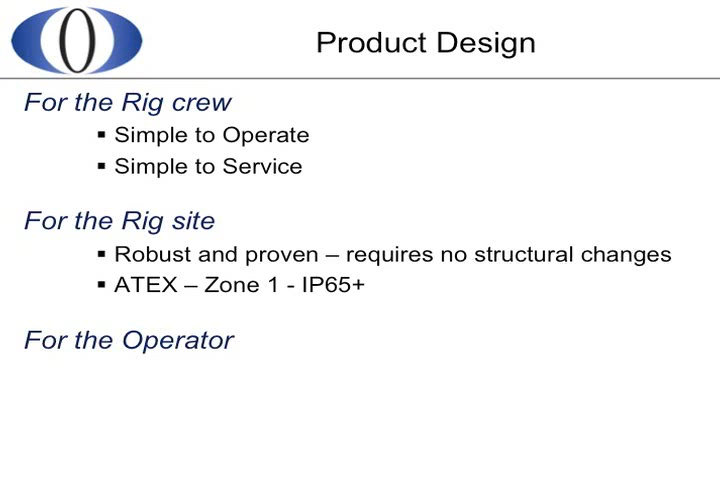 Product Design
For the Rig crew
▪ Simple to Operate
▪ Simple to Service
For the Rig site
▪ Robust and proven – requires no structural changes
▪ ATEX – Zone 1 - IP65+
For the Operator